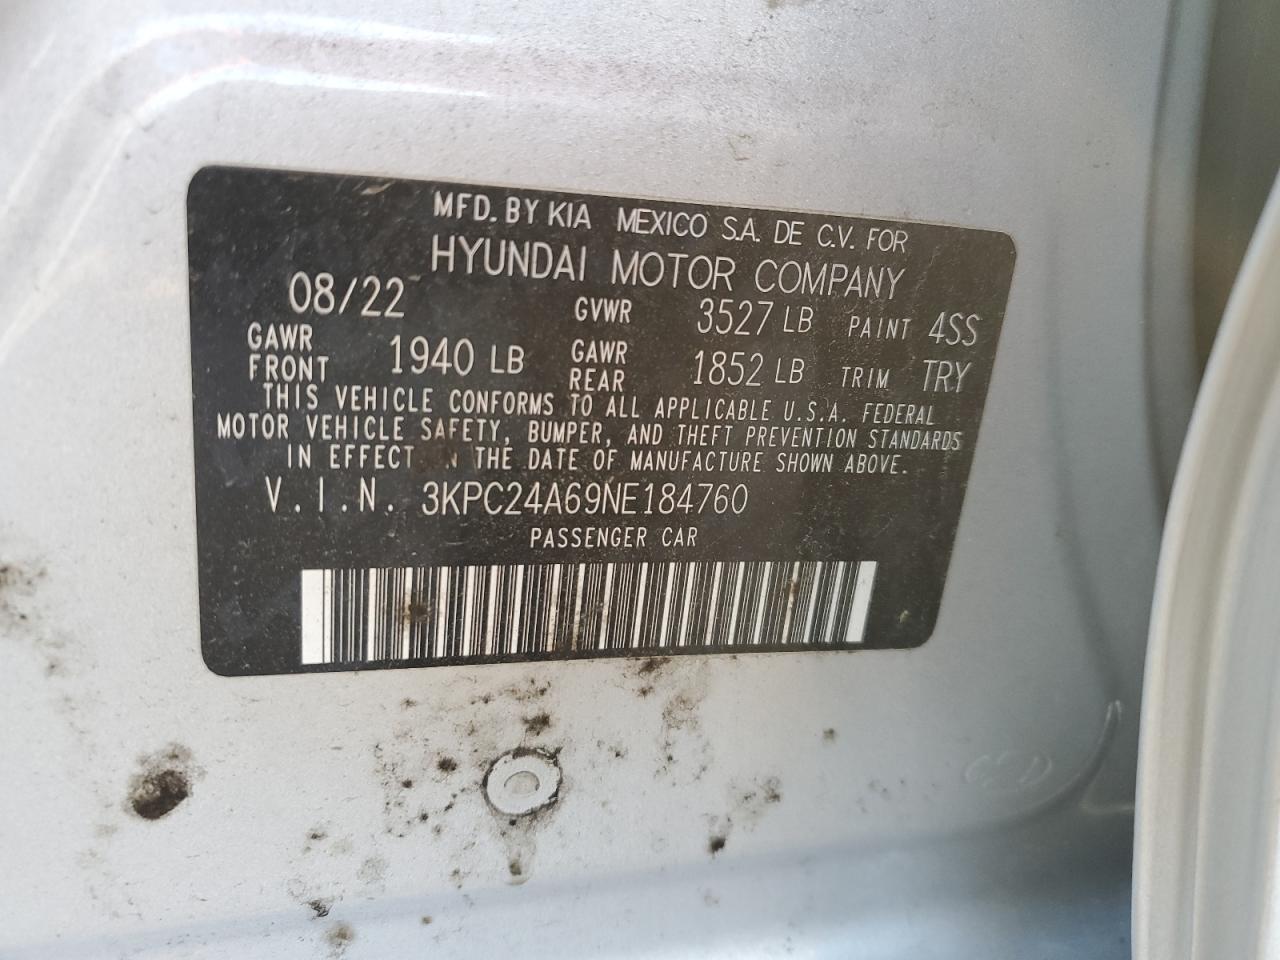 MFD. BY KIA MEXICO S.A. DE C.V. FOR
HYUNDAI MOTOR COMPANY
08/22 GVWR 3527 LB PAINT 4SS
GAWR FRONT 1940 LB GAWR REAR 1852 LB TRIM TRY
THIS VEHICLE CONFORMS TO ALL APPLICABLE U.S.A. FEDERAL
MOTOR VEHICLE SAFETY, BUMPER, AND THEFT PREVENTION STANDARDS
IN EFFECT THE DATE OF MANUFACTURE SHOWN ABOVE.
V.I.N. 3KPC24A69NE184760
PASSENGER CAR